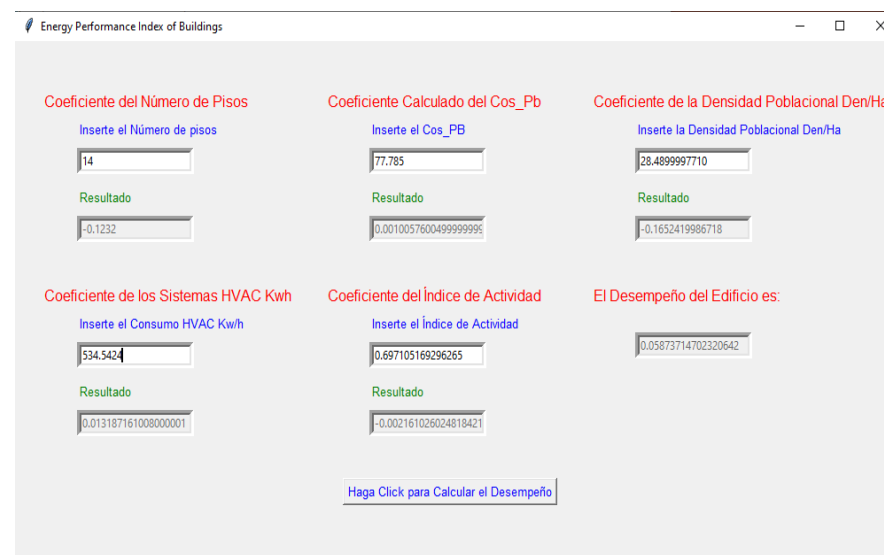 Energy Performance Index of Buildings
Coeficiente del Número de Pisos
Coeficiente Calculado del Cos_Pb
Coeficiente de la Densidad Poblacional Den/Ha
Inserte el Número de pisos
Inserte el Cos_PB
Inserte la Densidad Poblacional Den/Ha
14
77.785
28.4899997710
Resultado
Resultado
Resultado
-0.1232
0.0010057600499999999
-0.1652419986718
Coeficiente de los Sistemas HVAC Kwh
Coeficiente del Índice de Actividad
El Desempeño del Edificio es:
Inserte el Consumo HVAC Kw/h
Inserte el Índice de Actividad
534.5424
0.697105169296265
0.05873714702320642
Resultado
Resultado
0.013187161008000001
-0.002161026024818421
Haga Click para Calcular el Desempeño